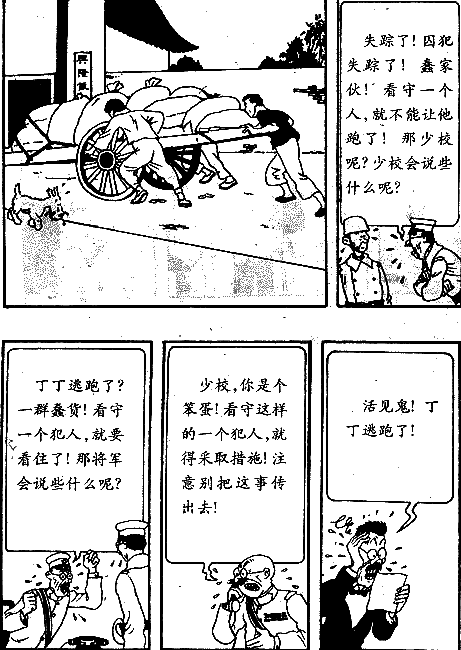 興隆
失踪了！囚犯
失踪了！蠢家
伙！看守一个
人，就不能让他
跑了！那少校
呢？少校会说些
什么呢？
丁丁逃跑了？
一群蠢货！看守
一个犯人，就要
看住了！那将军
会说些什么呢？
少校，你是个
笨蛋！看守这样
的一个犯人，就
得采取措施！注
意别把这事传
出去！
活见鬼！丁
丁逃跑了！